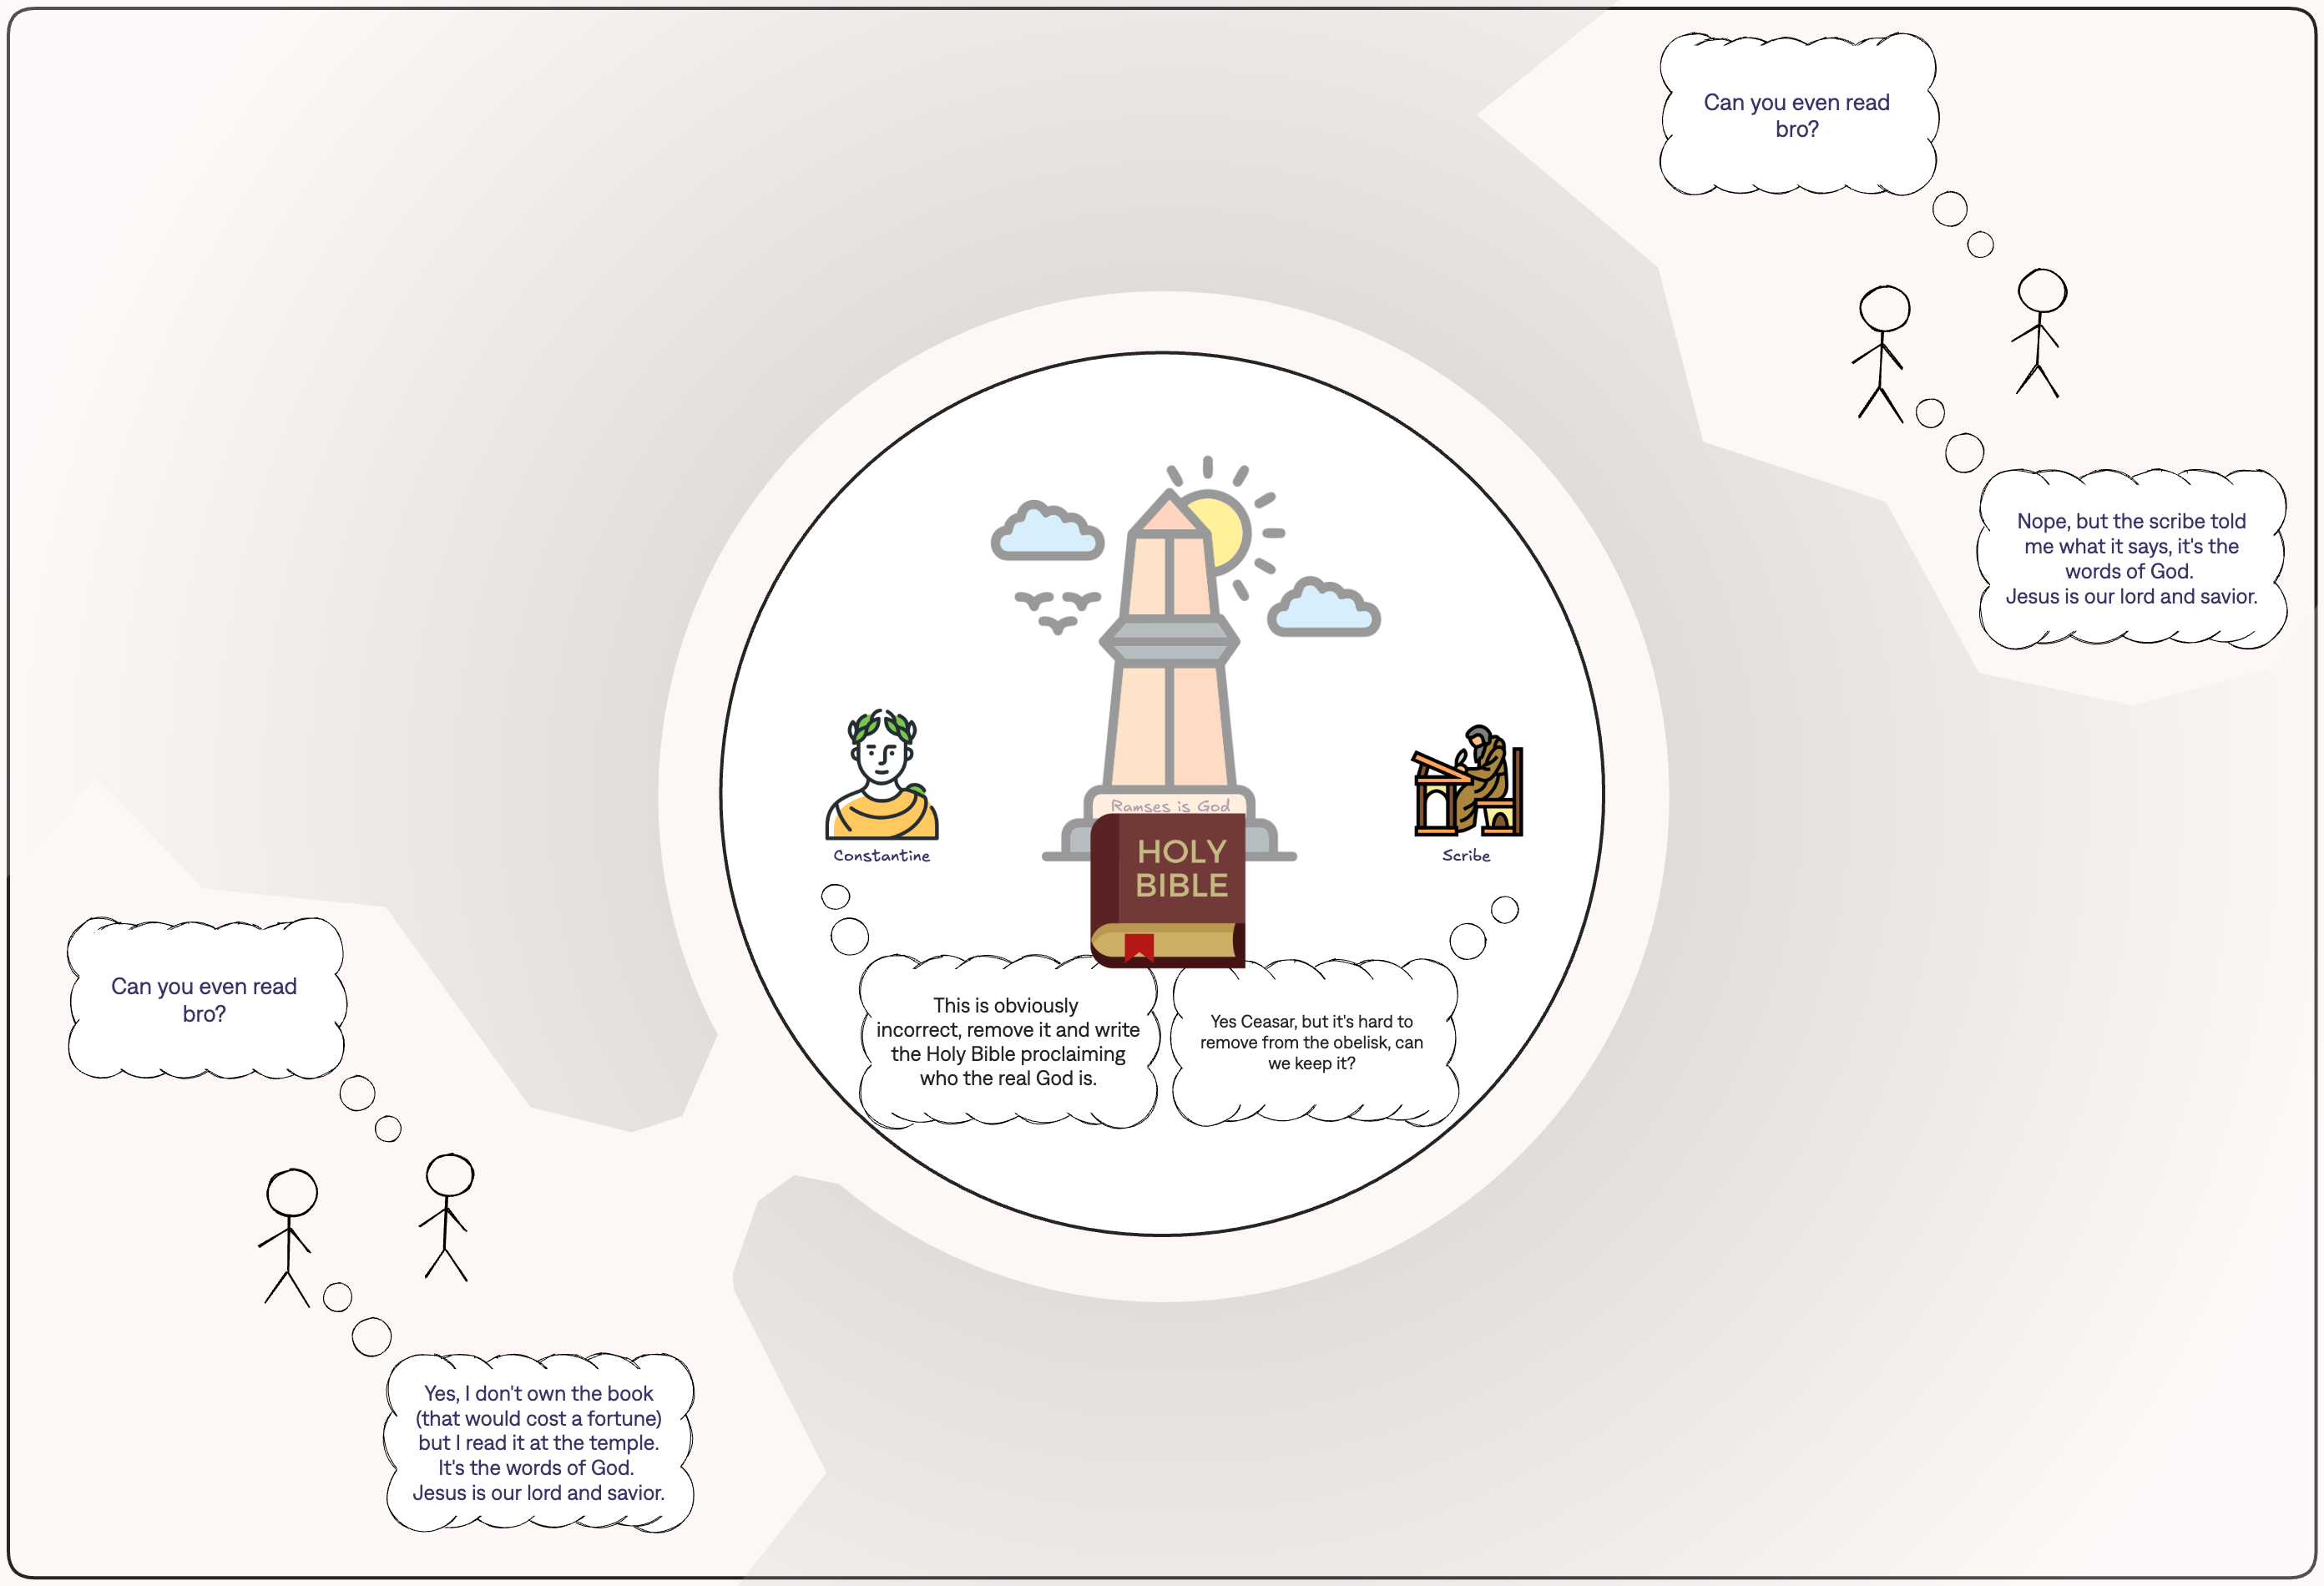 Can you even read
bro?
Nope, but the scribe told
me what it says, it's the
words of God.
Jesus is our lord and savior.
Ramses is God
HOLY
BIBLE
Constantine
Scribe
This is obviously
incorrect, remove it and write
the Holy Bible proclaiming
who the real God is.
Yes Ceasar, but it's hard to
remove from the obelisk, can
we keep it?
Can you even read
bro?
Yes, I don't own the book
(that would cost a fortune)
but I read it at the temple.
It's the words of God.
Jesus is our lord and savior.